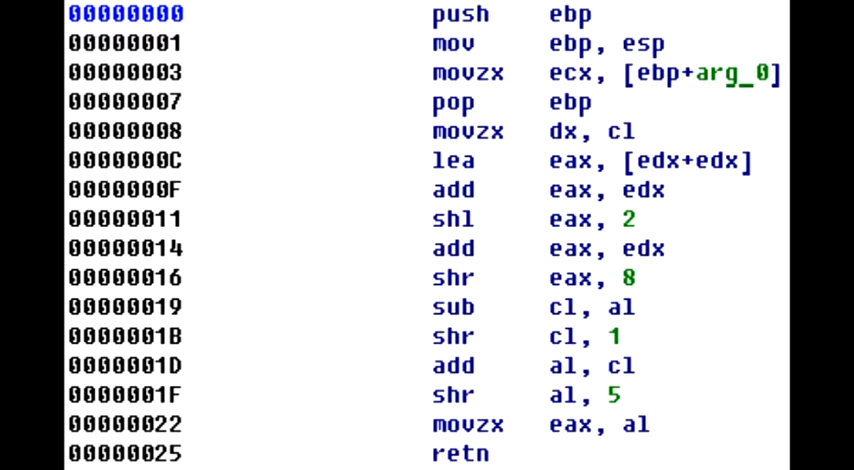 00000000 push ebp
00000001 mov ebp, esp
00000003 movzx ecx, [ebp+arg_0]
00000007 pop ebp
00000008 movzx dx, cl
0000000C lea eax, [edx+edx]
0000000F add eax, edx
00000011 shl eax, 2
00000014 add eax, edx
00000016 shr eax, 8
00000019 sub cl, al
0000001B shr cl, 1
0000001D add al, cl
0000001F shr al, 5
00000022 movzx eax, al
00000025 retn